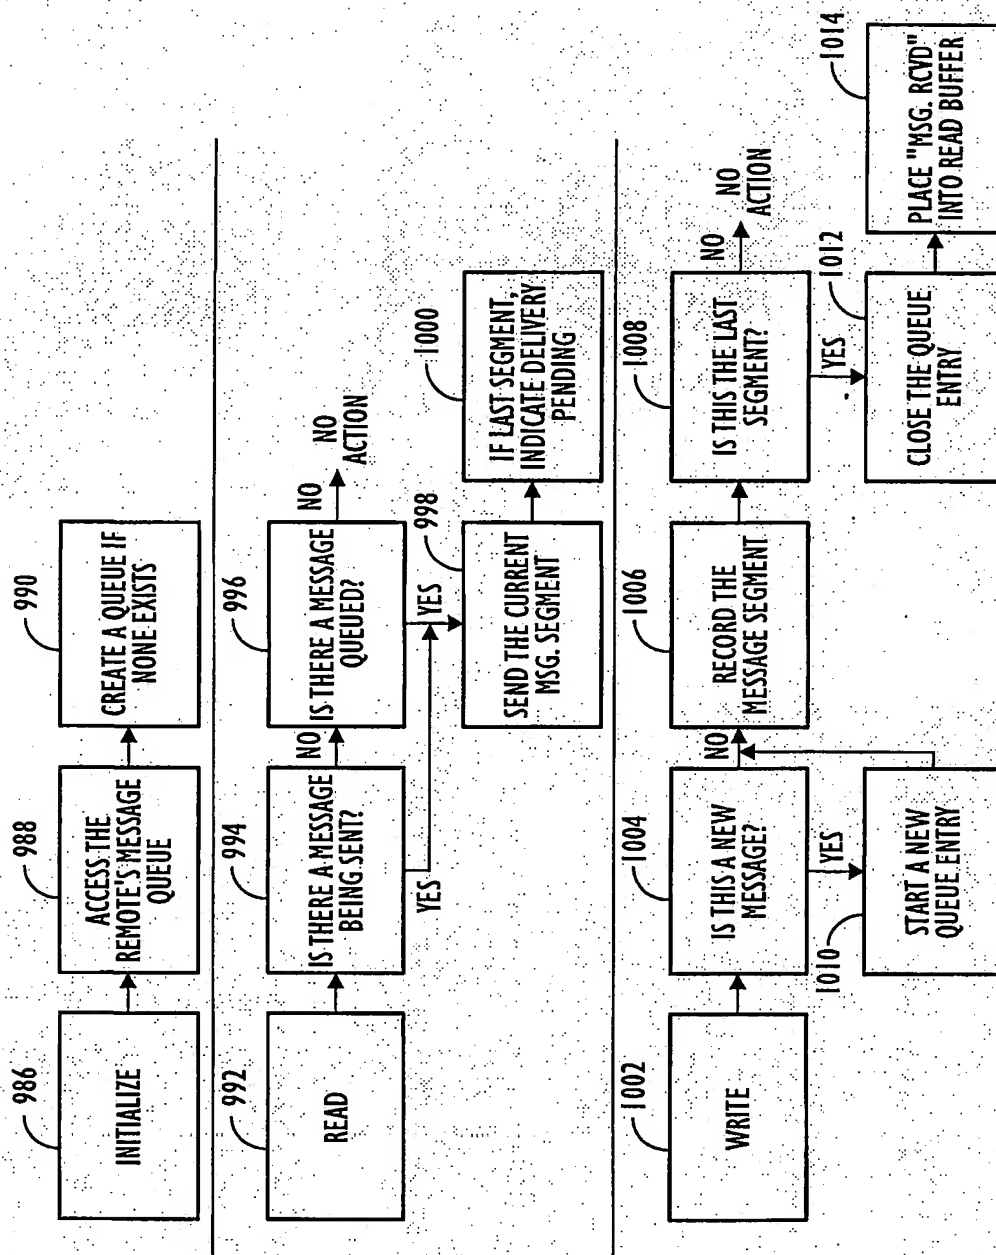 986
INITIALIZE
988
ACCESS THE
REMOTE'S MESSAGE
QUEUE
990
CREATE A QUEUE IF
NONE EXISTS
992
READ
994
IS THERE A MESSAGE
BEING SENT?
NO
YES
996
IS THERE A MESSAGE
QUEUED?
NO
NO
ACTION
YES
998
SEND THE CURRENT
MSG. SEGMENT
1000
IF LAST SEGMENT,
INDICATE DELIVERY
PENDING
1002
WRITE
1004
IS THIS A NEW
MESSAGE?
NO
YES
1010
START A NEW
QUEUE ENTRY
1006
RECORD THE
MESSAGE SEGMENT
1008
IS THIS THE LAST
SEGMENT?
NO
NO
ACTION
YES
1012
CLOSE THE QUEUE
ENTRY
1014
PLACE "MSG. RCVD"
INTO READ BUFFER